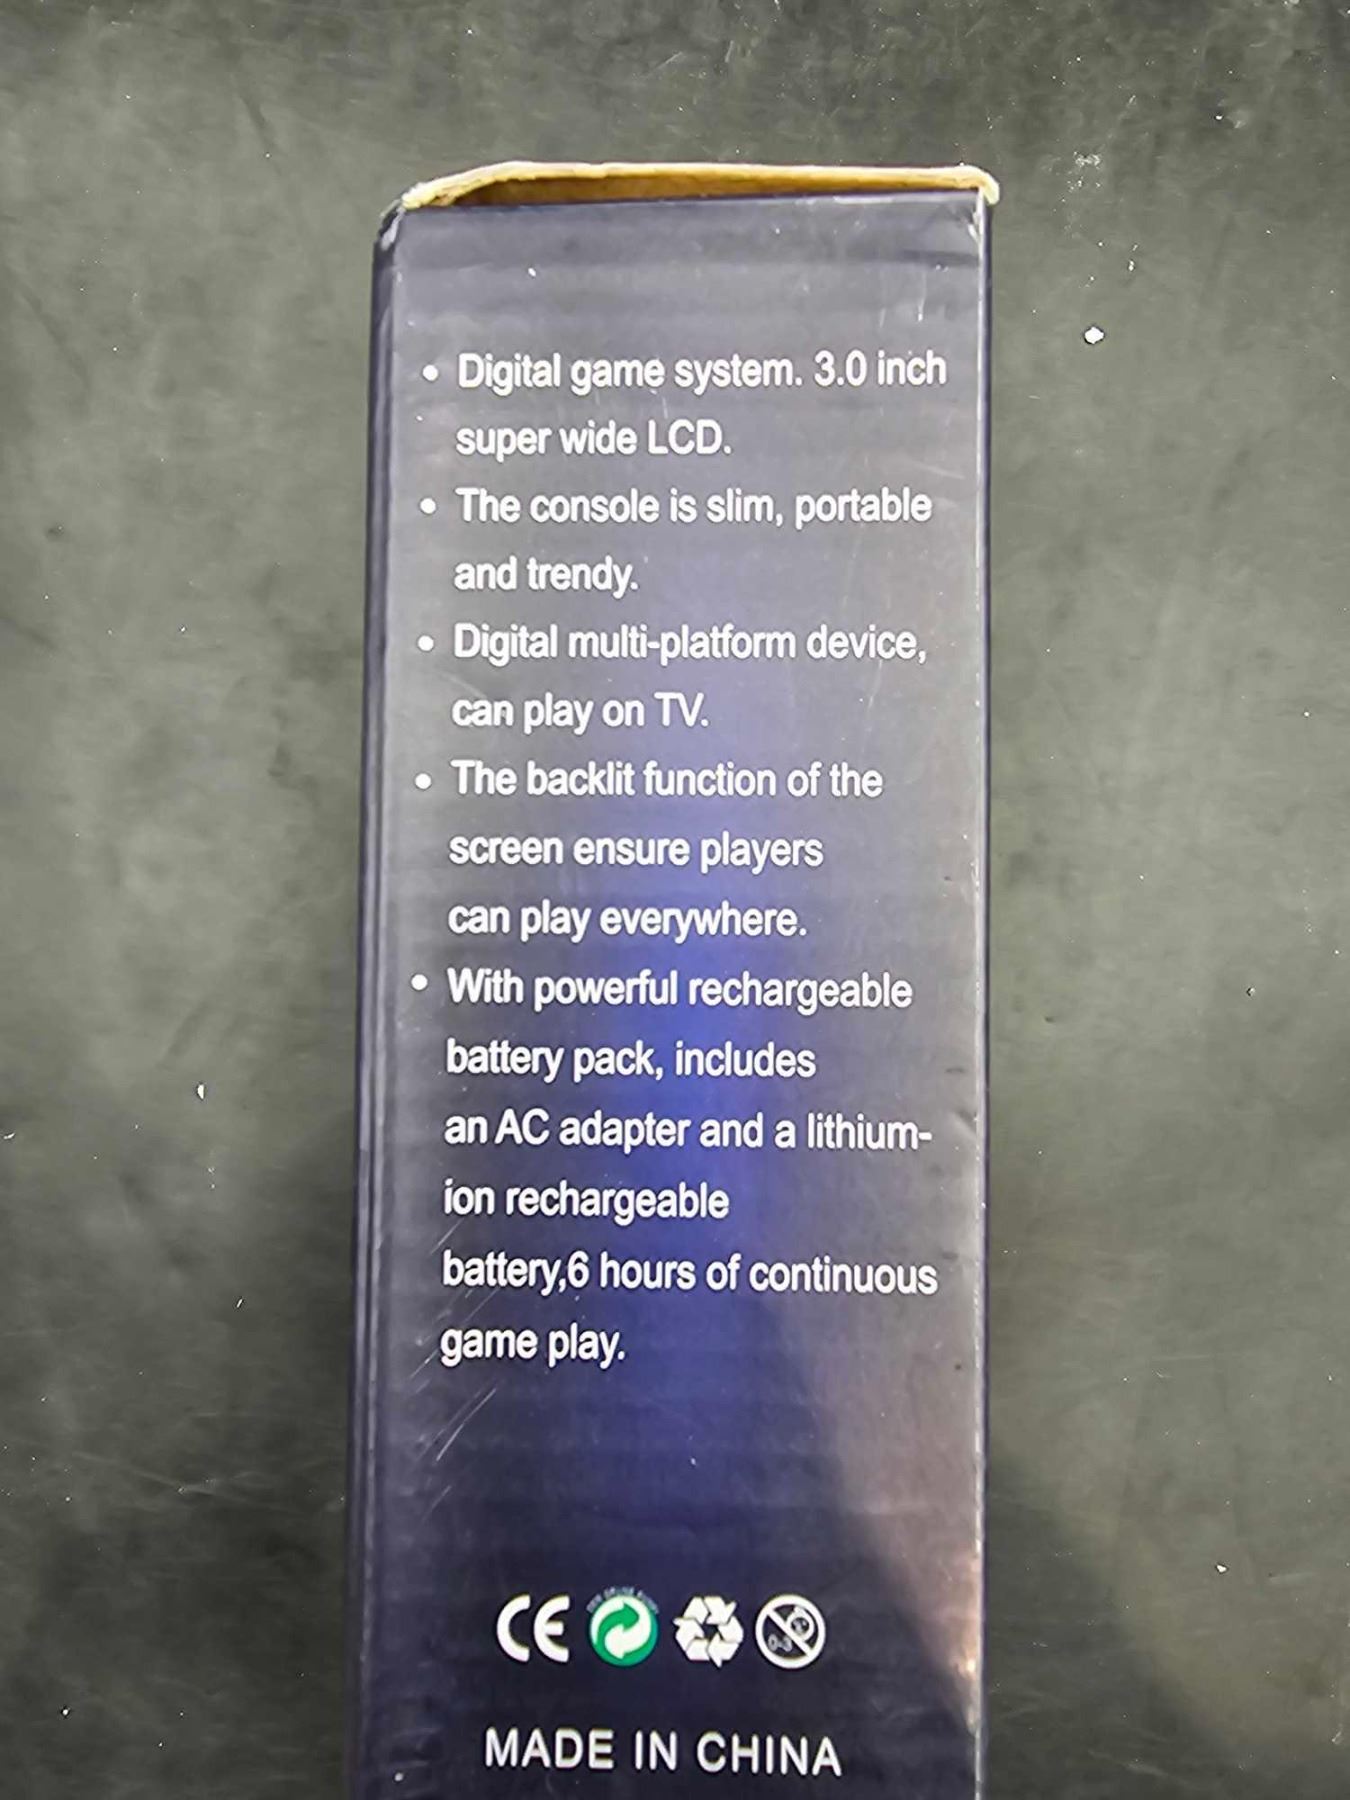 • Digital game system. 3.0 inch
super wide LCD.
• The console is slim, portable
and trendy.
• Digital multi-platform device,
can play on TV.
• The backlit function of the
screen ensure players
can play everywhere.
• With powerful rechargeable
battery pack, includes
an AC adapter and a lithium-
ion rechargeable
battery,6 hours of continuous
game play.
CE 0-3
MADE IN CHINA